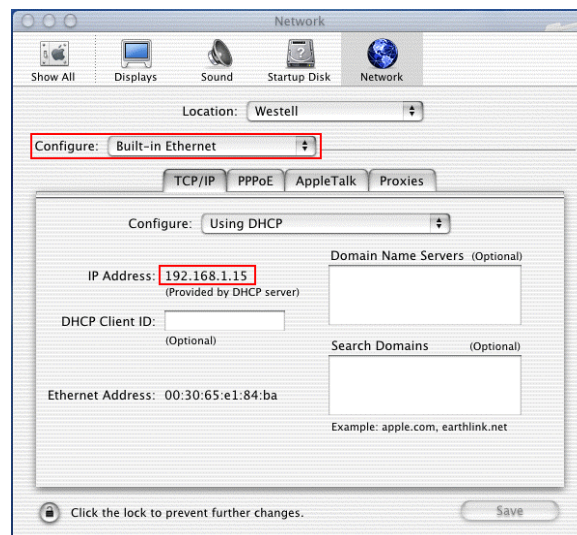 Network
Show All Displays Sound Startup Disk Network
Location: Westell
Configure: Built-in Ethernet
TCP/IP PPPoE AppleTalk Proxies
Configure: Using DHCP
Domain Name Servers (Optional)
IP Address: 192.168.1.15
(Provided by DHCP server)
DHCP Client ID:
(Optional)
Search Domains (Optional)
Ethernet Address: 00:30:65:e1:84:ba
Example: apple.com, earthlink.net
Click the lock to prevent further changes.
Save